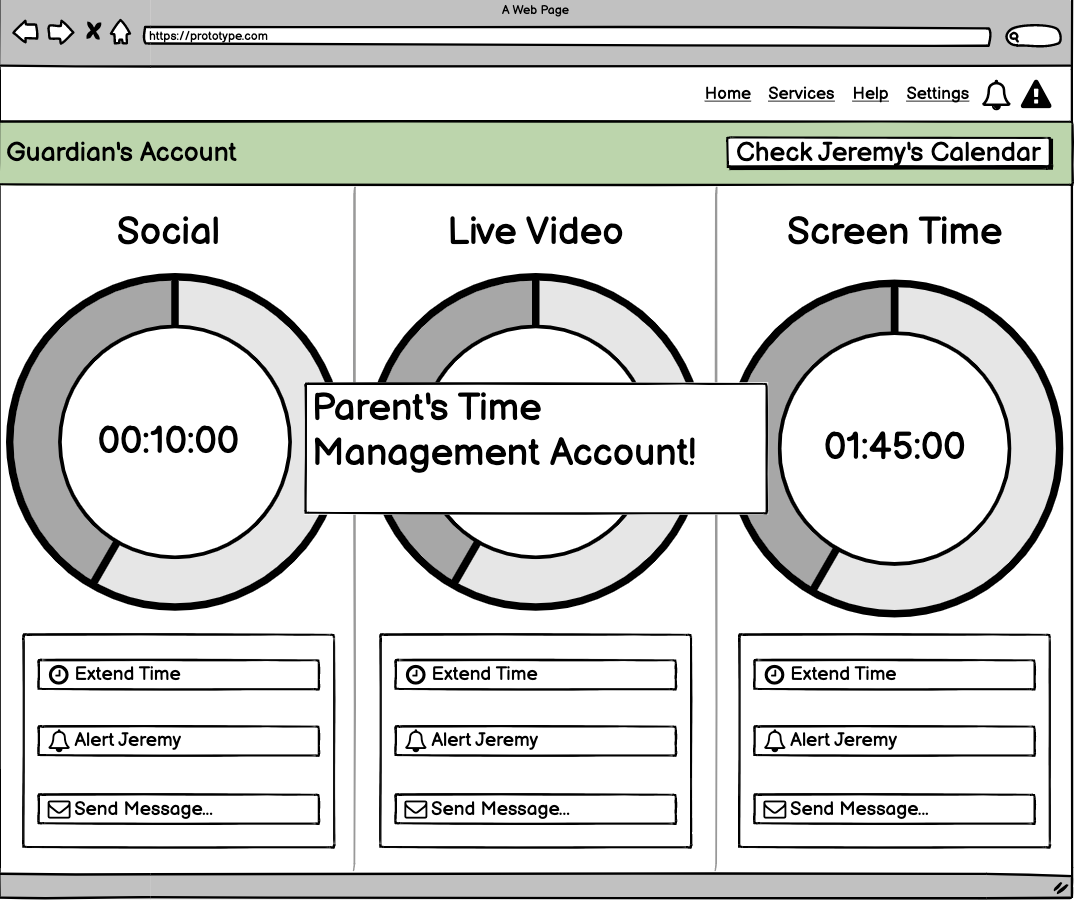 A Web Page
https://prototype.com
Home Services Help Settings
Guardian's Account
Check Jeremy's Calendar
Social
Live Video
Screen Time
00:10:00
Parent's Time
Management Account!
01:45:00
Extend Time
Alert Jeremy
Send Message...
Extend Time
Alert Jeremy
Send Message...
Extend Time
Alert Jeremy
Send Message...